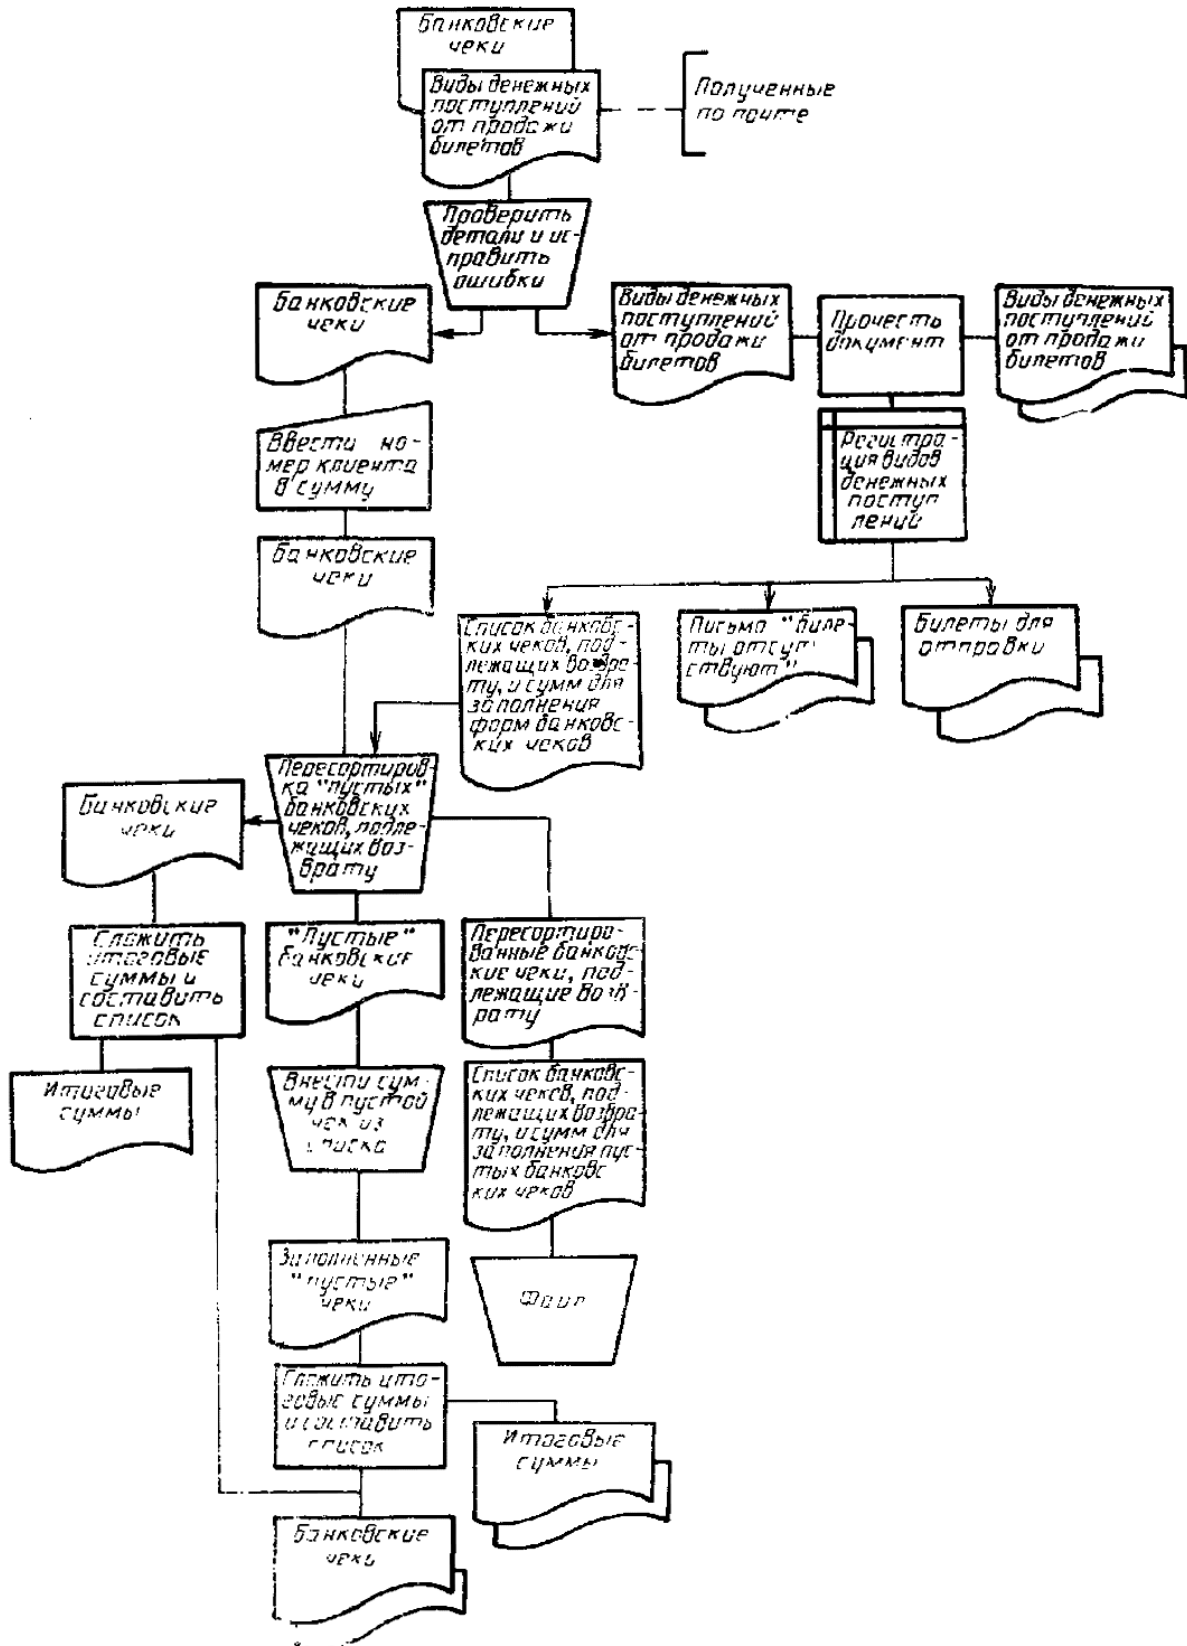 Банковские
чеки
Виды денежных
поступлений
от продажи
билетов
Полученные
по почте
Проверить
детали и ис-
править
ошибки
Банковские
чеки
Виды денежных
поступлений
от продажи
билетов
Прочесть
документ
Виды денежных
поступлений
от продажи
билетов
Ввести но-
мер клиента
в сумму
Регистра-
ция видов
денежных
поступ
лений
Банковские
чеки
Список банковс-
ких чеков, под-
лежащих возвра-
ту, и сумм для
заполнения
форм банковс-
ких чеков
Письма "биле-
ты отсут
ствуют"
Билеты для
отправки
Пересортиров-
ка "пустых"
банковских
чеков, подле-
жащих воз-
врату
Банковские
чеки
Сложить
итоговые
суммы и
составить
список
"Пустые"
банковские
чеки
Пересортиро-
ванные банковс-
кие чеки, под-
лежащие возв-
рату
Итоговые
суммы
Внести сум-
му в пустой
чек из
списка
Список банковс-
ких чеков, под-
лежащих возвра-
ту, и сумм для
заполнения пус-
тых банковс
ких чеков
Заполненные
"пустые"
чеки
Файл
Сложить ито-
говые суммы
и составить
список
Итоговые
суммы
Банковские
чеки